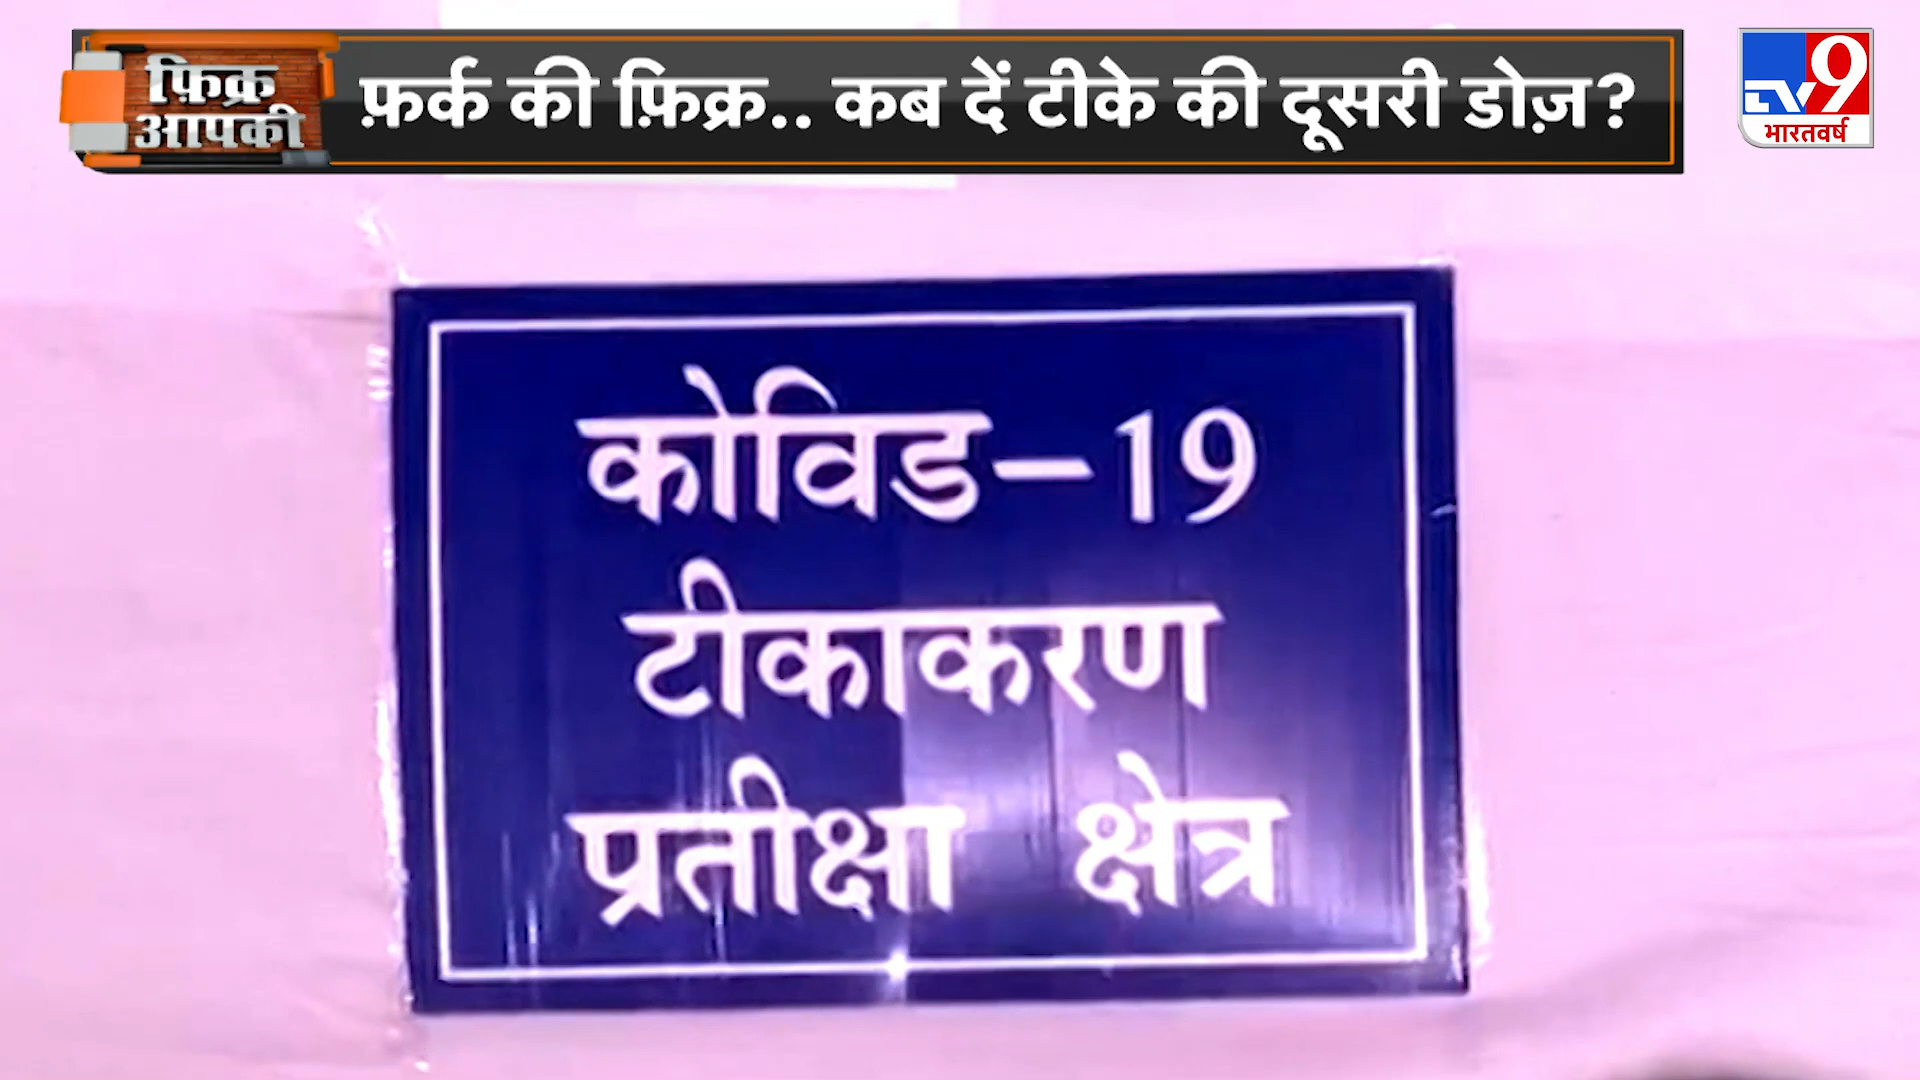 फ़िक्र
आपकी
फ़र्क की फ़िक्र.. कब दें टीके की दूसरी डोज़?
TV9
भारतवर्ष
कोविड-19
टीकाकरण
प्रतीक्षा क्षेत्र